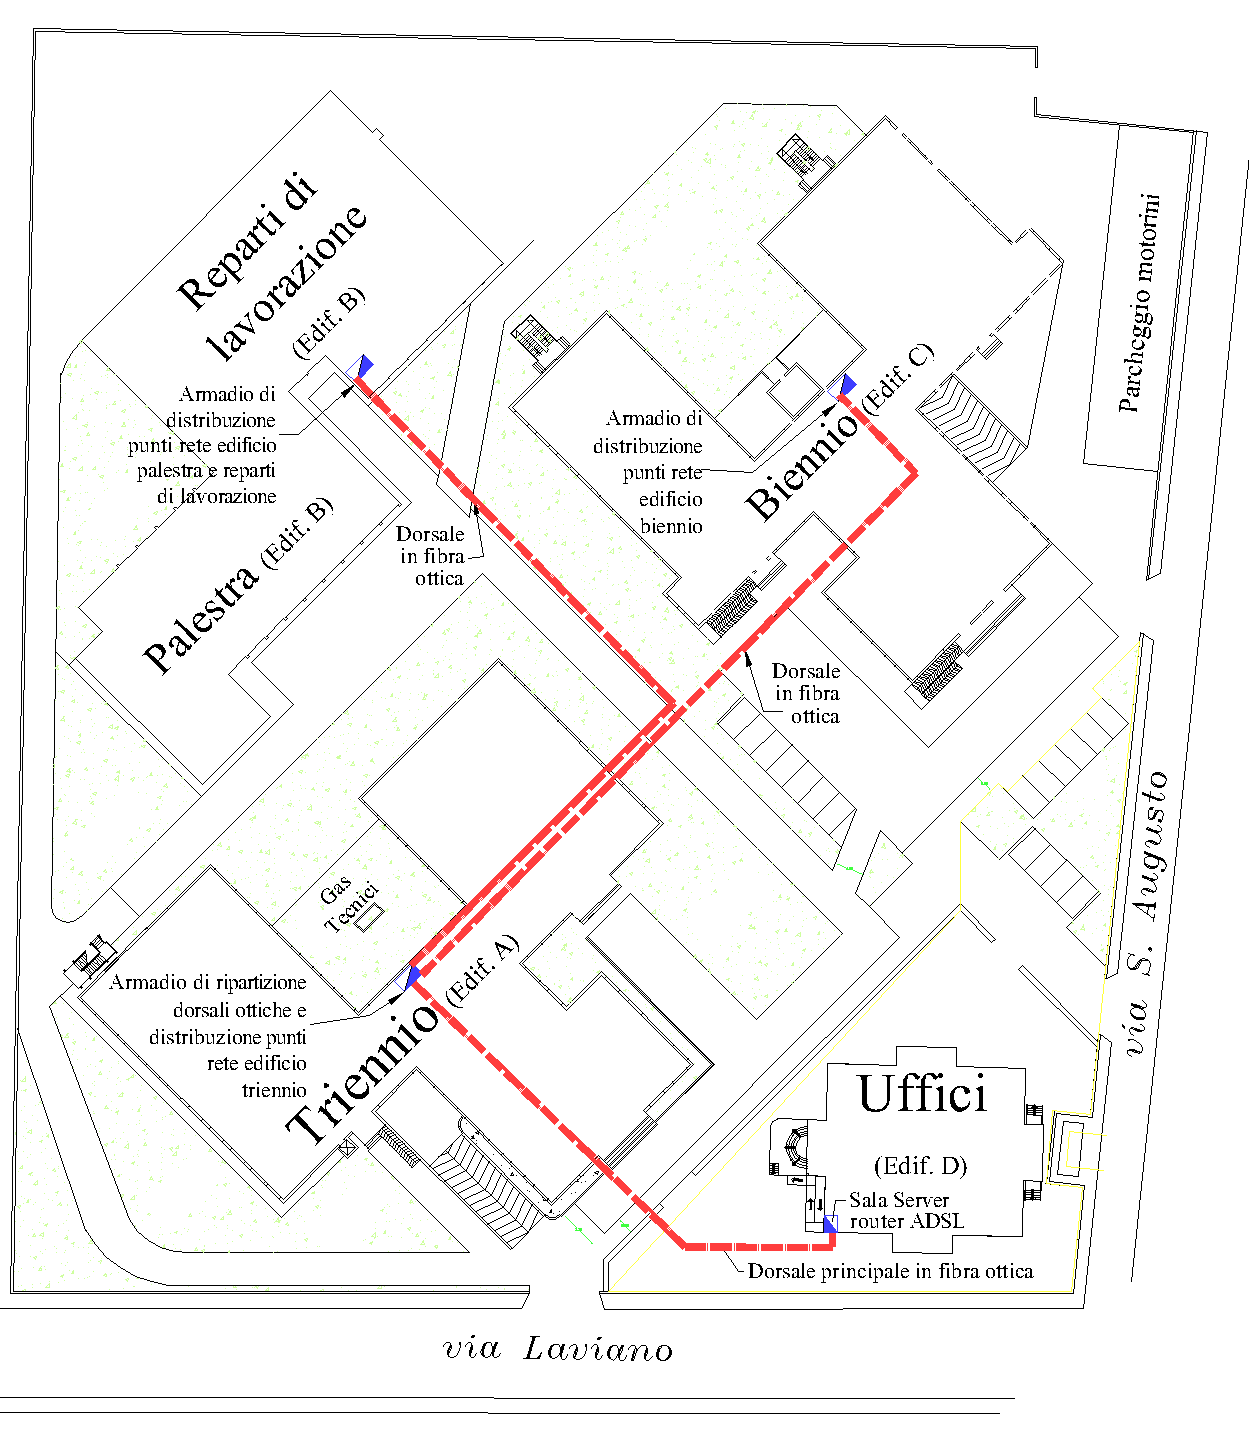 Reparti di
lavorazione
(Edif. B)
Parcheggio motorini
Armadio di
distribuzione
punti rete edificio
palestra e reparti
di lavorazione
Armadio di
distribuzione
punti rete
edificio
biennio
Biennio (Edif. C)
Palestra (Edif. B)
Dorsale
in fibra
ottica
Dorsale
in fibra
ottica
Gas
Tecnici
Armadio di ripartizione
dorsali ottiche e
distribuzione punti
rete edificio
triennio
Triennio (Edif. A)
via S. Augusto
Uffici
(Edif. D)
Sala Server
router ADSL
Dorsale principale in fibra ottica
via Laviano